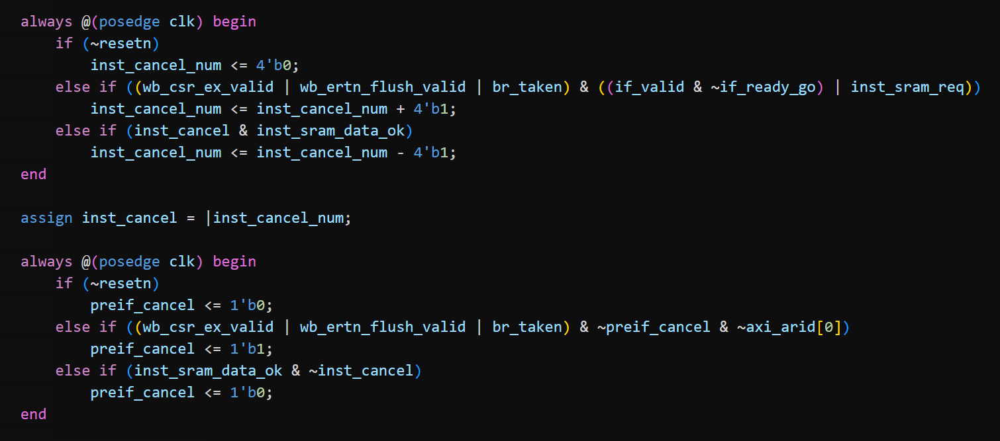 always @(posedge clk) begin
    if (~resetn)
        inst_cancel_num <= 4'b0;
    else if ((wb_csr_ex_valid | wb_ertn_flush_valid | br_taken) & ((if_valid & ~if_ready_go) | inst_sram_req))
        inst_cancel_num <= inst_cancel_num + 4'b1;
    else if (inst_cancel & inst_sram_data_ok)
        inst_cancel_num <= inst_cancel_num - 4'b1;
end

assign inst_cancel = |inst_cancel_num;

always @(posedge clk) begin
    if (~resetn)
        preif_cancel <= 1'b0;
    else if ((wb_csr_ex_valid | wb_ertn_flush_valid | br_taken) & ~preif_cancel & ~axi_arid[0])
        preif_cancel <= 1'b1;
    else if (inst_sram_data_ok & ~inst_cancel)
        preif_cancel <= 1'b0;
end